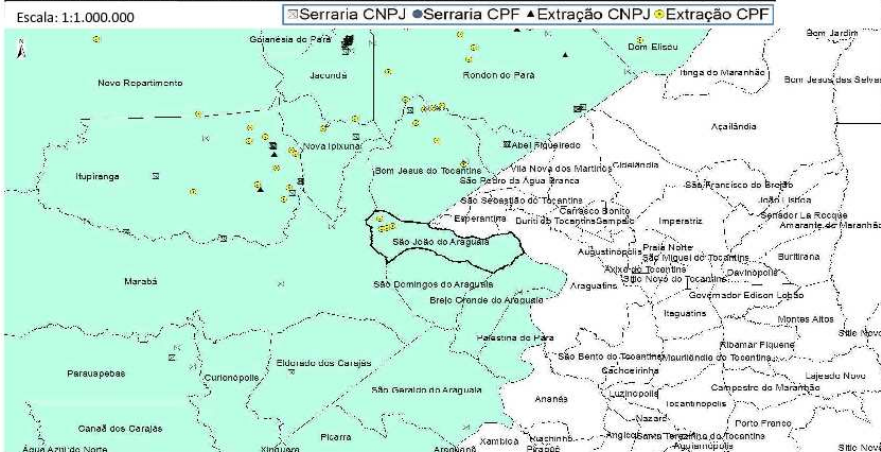 Escala: 1:1.000.000
Serraria CNPJ Serraria CPF Extração CNPJ Extração CPF
N
Goianésia do Pará
Bom Jardim
Dom Eliseu
Novo Repartimento
Jacundá
Rondon do Pará
Itinga do Maranhão
Bom Jesus das Selvas
Açailândia
Nova Ipixuna
Abel Figueiredo
Itupiranga
Bom Jesus do Tocantins
Vila Nova dos Martírios
Cidelândia
São Pedro da Água Branca
São Francisco do Brejão
São Sebastião do Tocantins
João Lisboa
Esperantina
Carrasco Bonito
Buriti do Tocantins
Sampaio
Imperatriz
Senador La Rocque
Amarante do Maranhão
São João do Araguaia
Augustinópolis
Praia Norte
São Miguel do Tocantins
Buritirana
Marabá
Axixá do Tocantins
Davinópolis
Sítio Novo do Tocantins
São Domingos do Araguaia
Araguatins
Governador Edison Lobão
Brejo Grande do Araguaia
Itaguatins
Montes Altos
Palestina do Pará
Ribamar Fiquene
Sítio Novo
São Bento do Tocantins
Maurilândia do Tocantins
Parauapebas
Curionópolis
Eldorado dos Carajás
Cachoeirinha
Lajeado Novo
São Geraldo do Araguaia
Ananás
Luzinópolis
Campestre do Maranhão
Tocantinópolis
Nazaré
Porto Franco
Canaã dos Carajás
Piçarra
Xambioá
Riachinho
Angico
Santa Terezinha do Tocantins
Água Azul do Norte
Xinguara
Piraquê
Aguiarnópolis
Sítio Novo